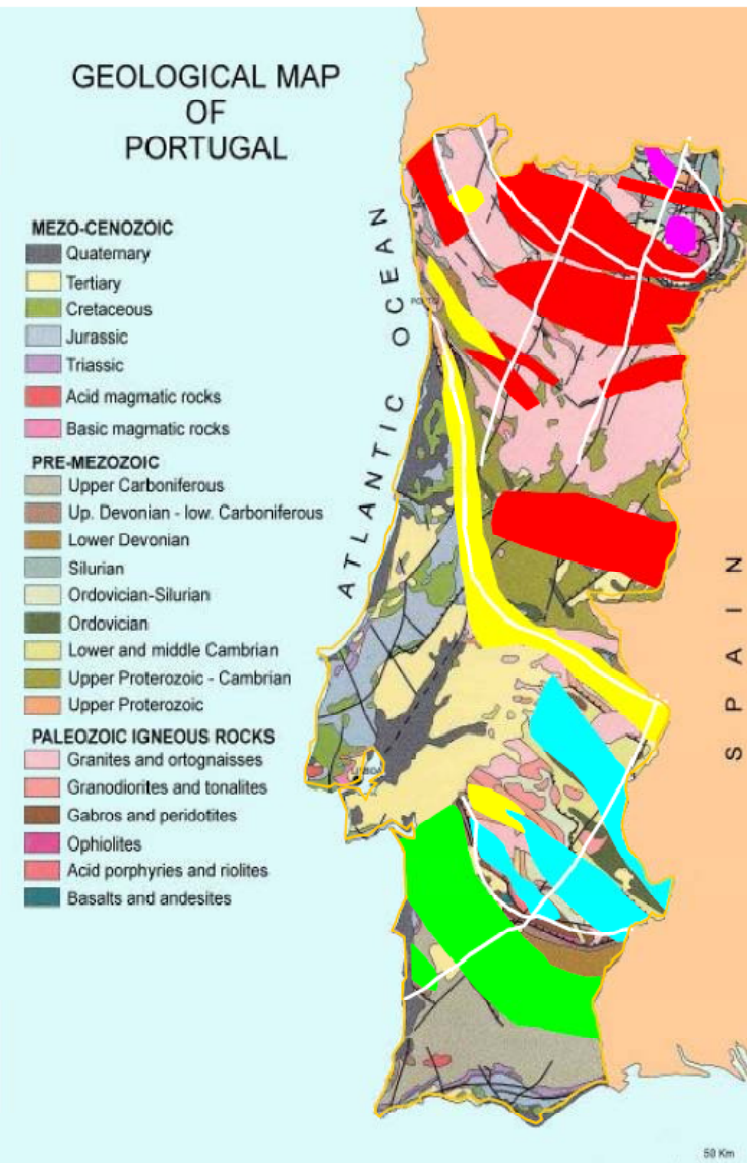 GEOLOGICAL MAP
OF
PORTUGAL
ATLANTIC OCEAN
SPAIN
MEZO-CENOZOIC
Quaternary
Tertiary
Cretaceous
Jurassic
Triassic
Acid magmatic rocks
Basic magmatic rocks
PRE-MEZOZOIC
Upper Carboniferous
Up. Devonian - low. Carboniferous
Lower Devonian
Silurian
Ordovician-Silurian
Ordovician
Lower and middle Cambrian
Upper Proterozoic - Cambrian
Upper Proterozoic
PALEOZOIC IGNEOUS ROCKS
Granites and ortognaisses
Granodiorites and tonalites
Gabros and peridotites
Ophiolites
Acid porphyries and riolites
Basalts and andesites
50 Km